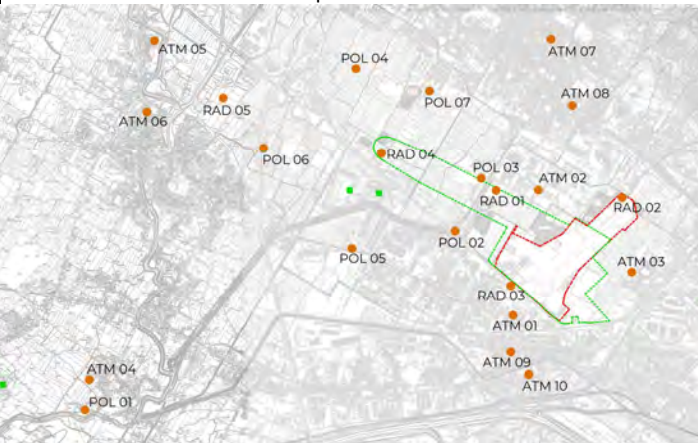 ATM 05
ATM 07
POL 04
RAD 05
POL 07
ATM 08
ATM 06
POL 06
RAD 04
POL 03
ATM 02
RAD 01
RAD 02
POL 02
POL 05
ATM 03
RAD 03
ATM 01
ATM 09
ATM 04
ATM 10
POL 01